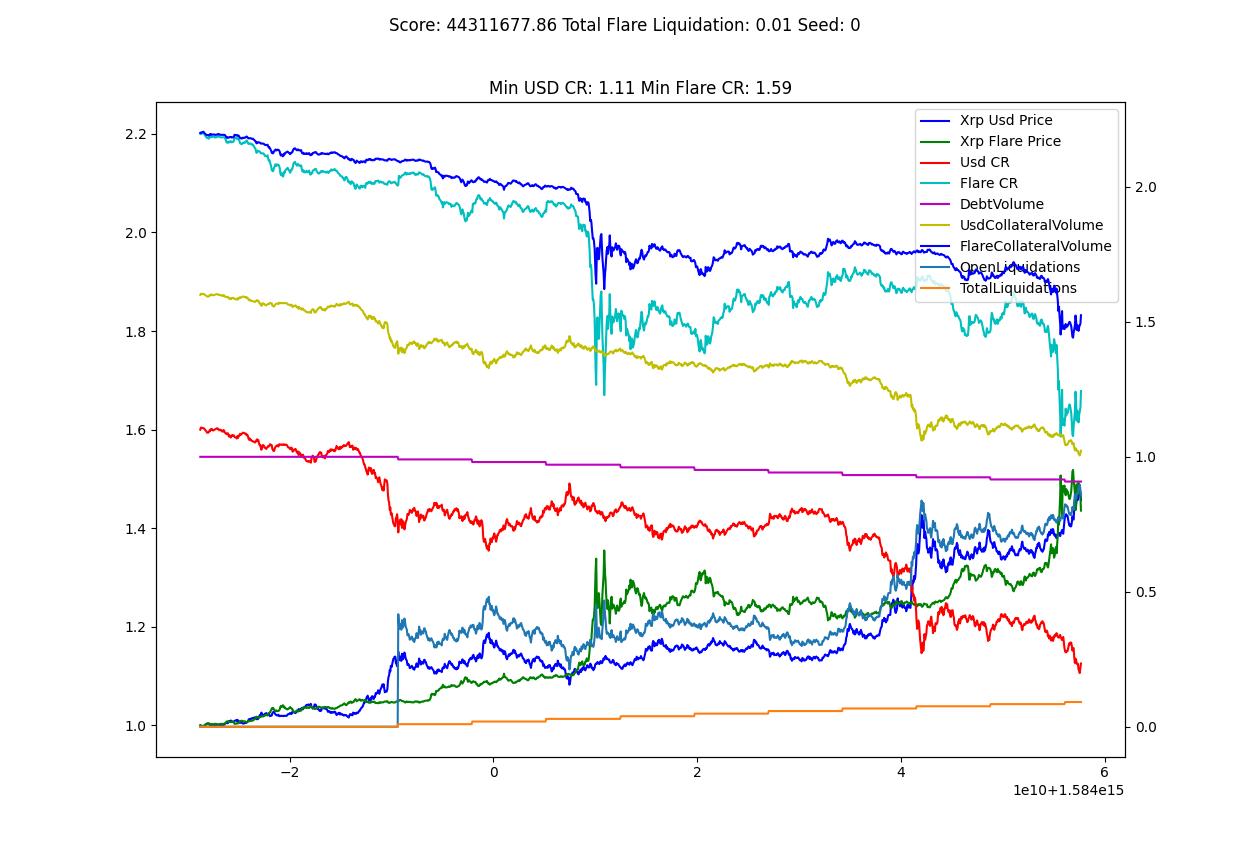 Score: 44311677.86 Total Flare Liquidation: 0.01 Seed: 0
Min USD CR: 1.11 Min Flare CR: 1.59
Xrp Usd Price
Xrp Flare Price
Usd CR
Flare CR
DebtVolume
UsdCollateralVolume
FlareCollateralVolume
OpenLiquidations
TotalLiquidations
2.2
2.0
1.8
1.6
1.4
1.2
1.0
2.0
1.5
1.0
0.5
0.0
−2
0
2
4
6
1e10+1.584e15